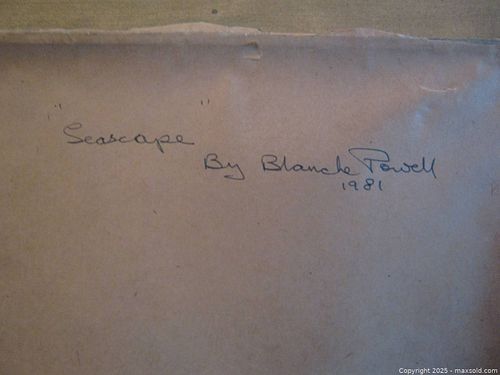 "Seascape"
By Blanche Powell
1981
Copyright 2025 - maxsold.com